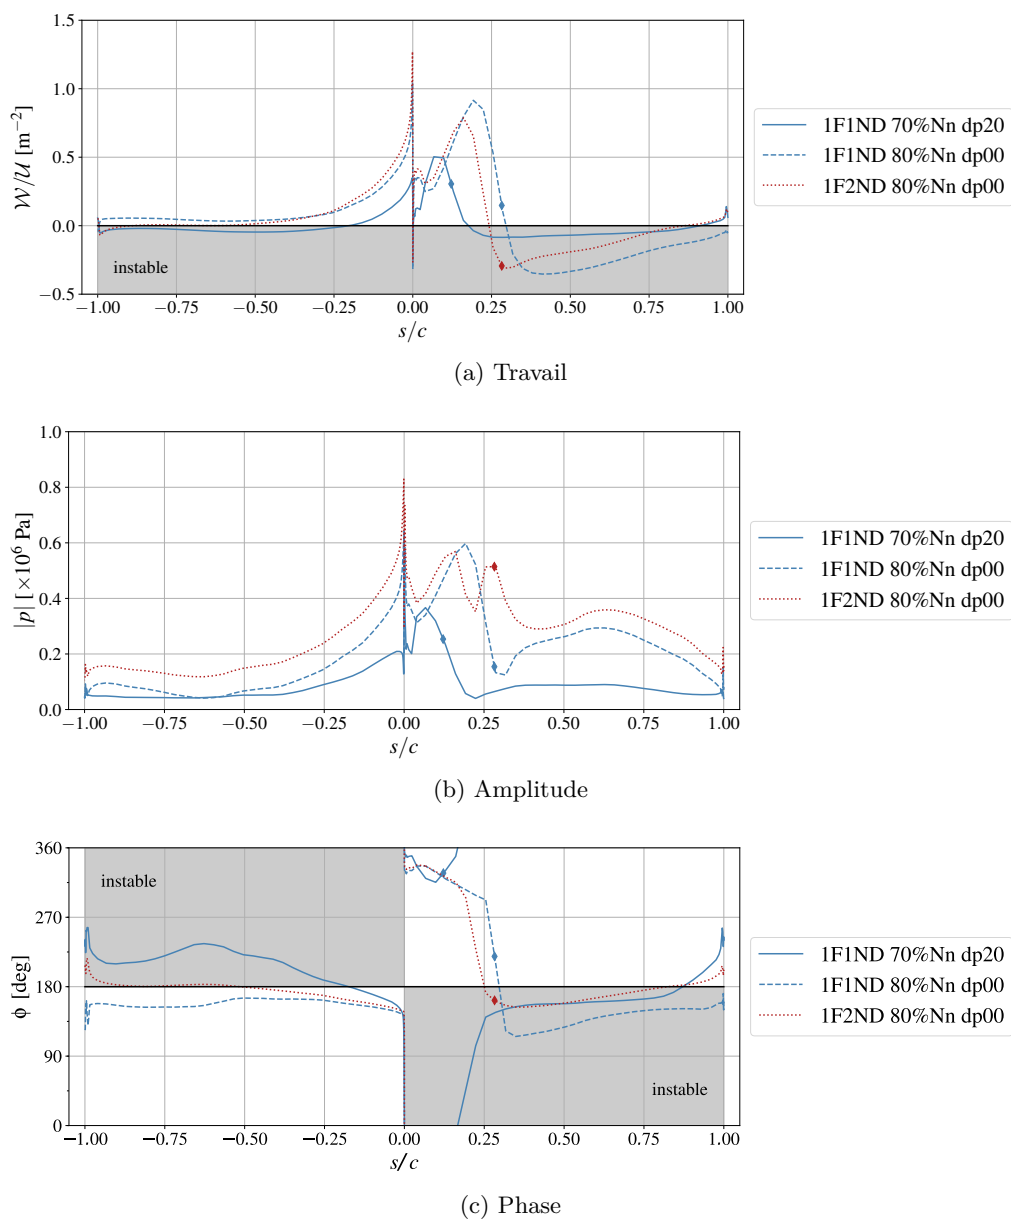 1.5
1.0
0.5
0.0
−0.5
W/U [m−2]
instable
−1.00 −0.75 −0.50 −0.25 0.00 0.25 0.50 0.75 1.00
s/c
1F1ND 70%Nn dp20
1F1ND 80%Nn dp00
1F2ND 80%Nn dp00
(a) Travail
1.0
0.8
0.6
0.4
0.2
0.0
|p| [×10⁶ Pa]
−1.00 −0.75 −0.50 −0.25 0.00 0.25 0.50 0.75 1.00
s/c
1F1ND 70%Nn dp20
1F1ND 80%Nn dp00
1F2ND 80%Nn dp00
(b) Amplitude
360
270
180
90
0
ϕ [deg]
instable
instable
−1.00 −0.75 −0.50 −0.25 0.00 0.25 0.50 0.75 1.00
s/c
1F1ND 70%Nn dp20
1F1ND 80%Nn dp00
1F2ND 80%Nn dp00
(c) Phase